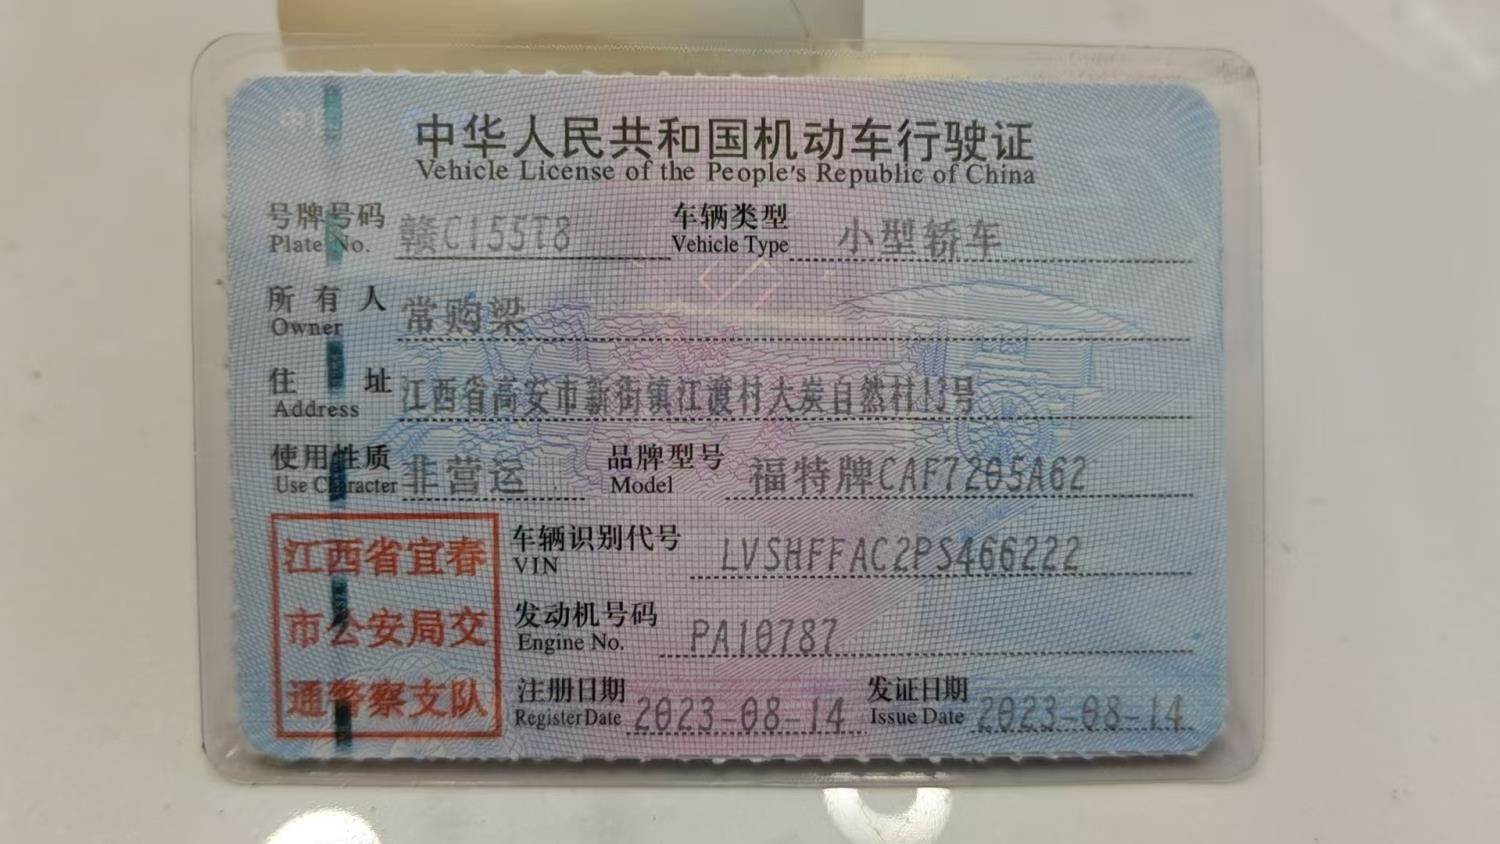 中华人民共和国机动车行驶证
Vehicle License of the People's Republic of China
号牌号码 赣C155T8 车辆类型 小型轿车
Plate No. Vehicle Type
所有人 常购梁
Owner
住址 江西省高安市新街镇江渡村大炭自然村13号
Address
使用性质 非营运 品牌型号 福特牌CAF7205A62
Use Character Model
江西省宜春
市公安局交
通警察支队
车辆识别代号 LVSHFFAC2PS466222
VIN
发动机号码 PA10787
Engine No.
注册日期 2023-08-14 发证日期 2023-08-14
Register Date Issue Date